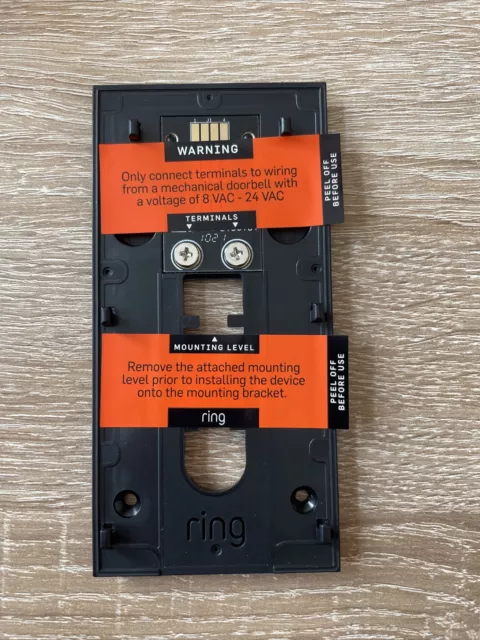 WARNING
Only connect terminals to wiring
from a mechanical doorbell with
a voltage of 8 VAC - 24 VAC
PEEL OFF
BEFORE USE
TERMINALS
1021
MOUNTING LEVEL
Remove the attached mounting
level prior to installing the device
onto the mounting bracket.
PEEL OFF
BEFORE USE
ring
ring